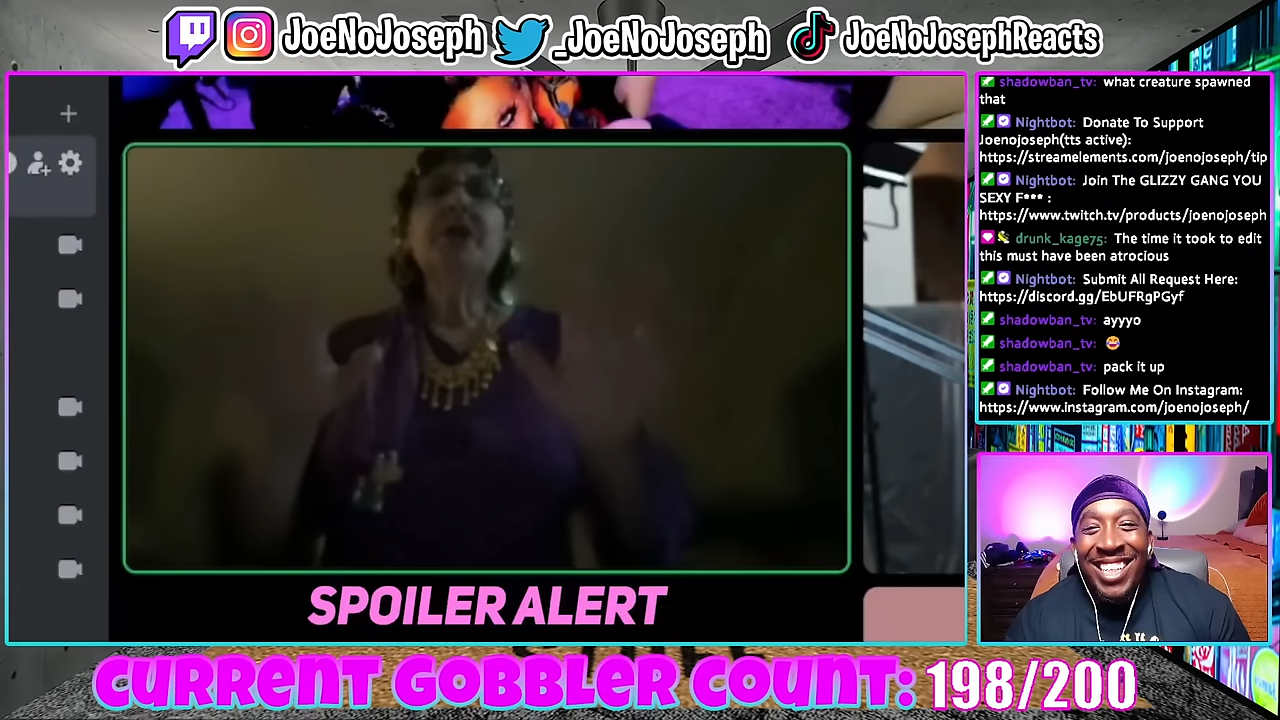 JoeNoJoseph _JoeNoJoseph JoeNoJosephReacts
shadowban_tv: what creature spawned
that
Nightbot: Donate To Support
Joenojoseph(tts active):
https://streamelements.com/joenojoseph/tip
Nightbot: Join The GLIZZY GANG YOU
SEXY F*** :
https://www.twitch.tv/products/joenojoseph
drunk_kage75: The time it took to edit
this must have been atrocious
Nightbot: Submit All Request Here:
https://discord.gg/EbUFRgPGyf
shadowban_tv: ayyyo
shadowban_tv: 😂
shadowban_tv: pack it up
Nightbot: Follow Me On Instagram:
https://www.instagram.com/joenojoseph/
SPOILER ALERT
CURRENT GOBBLER COUNT: 198/200